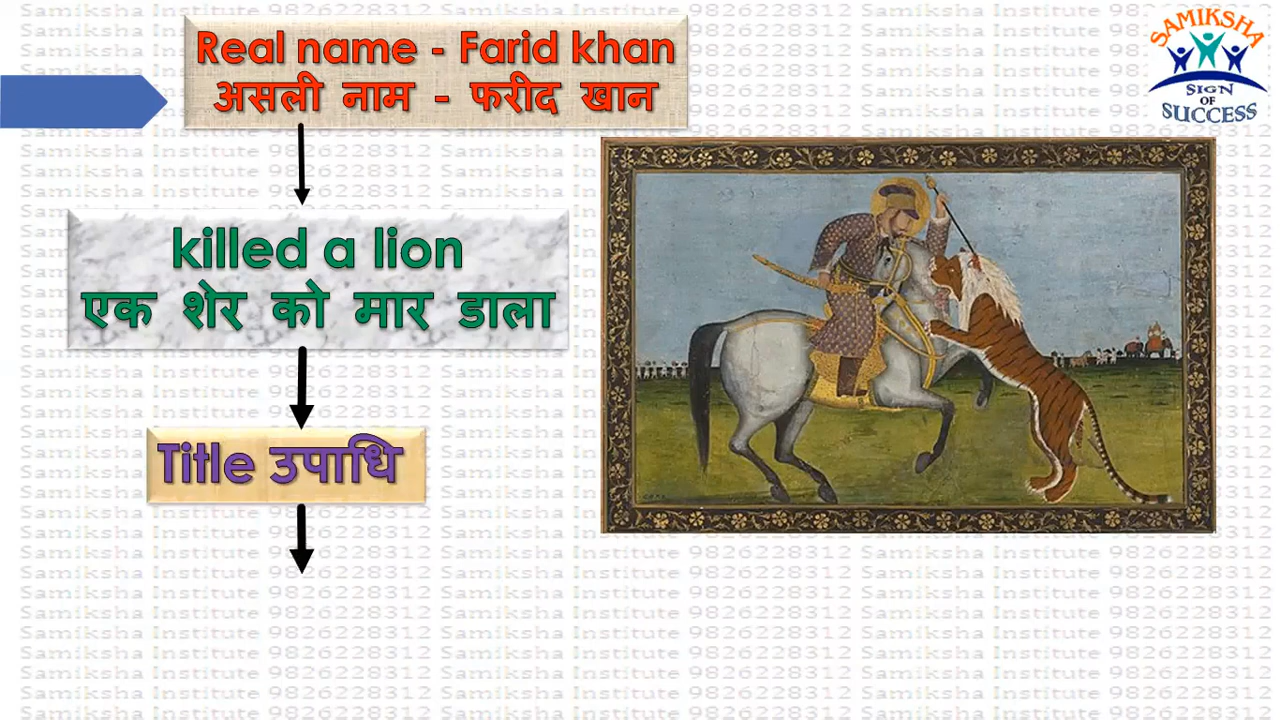 Real name - Farid khan
असली नाम - फरीद खान
killed a lion
एक शेर को मार डाला
Title उपाधि
SAMIKSHA
SIGN
OF
SUCCESS
Samiksha Institute 9826228312